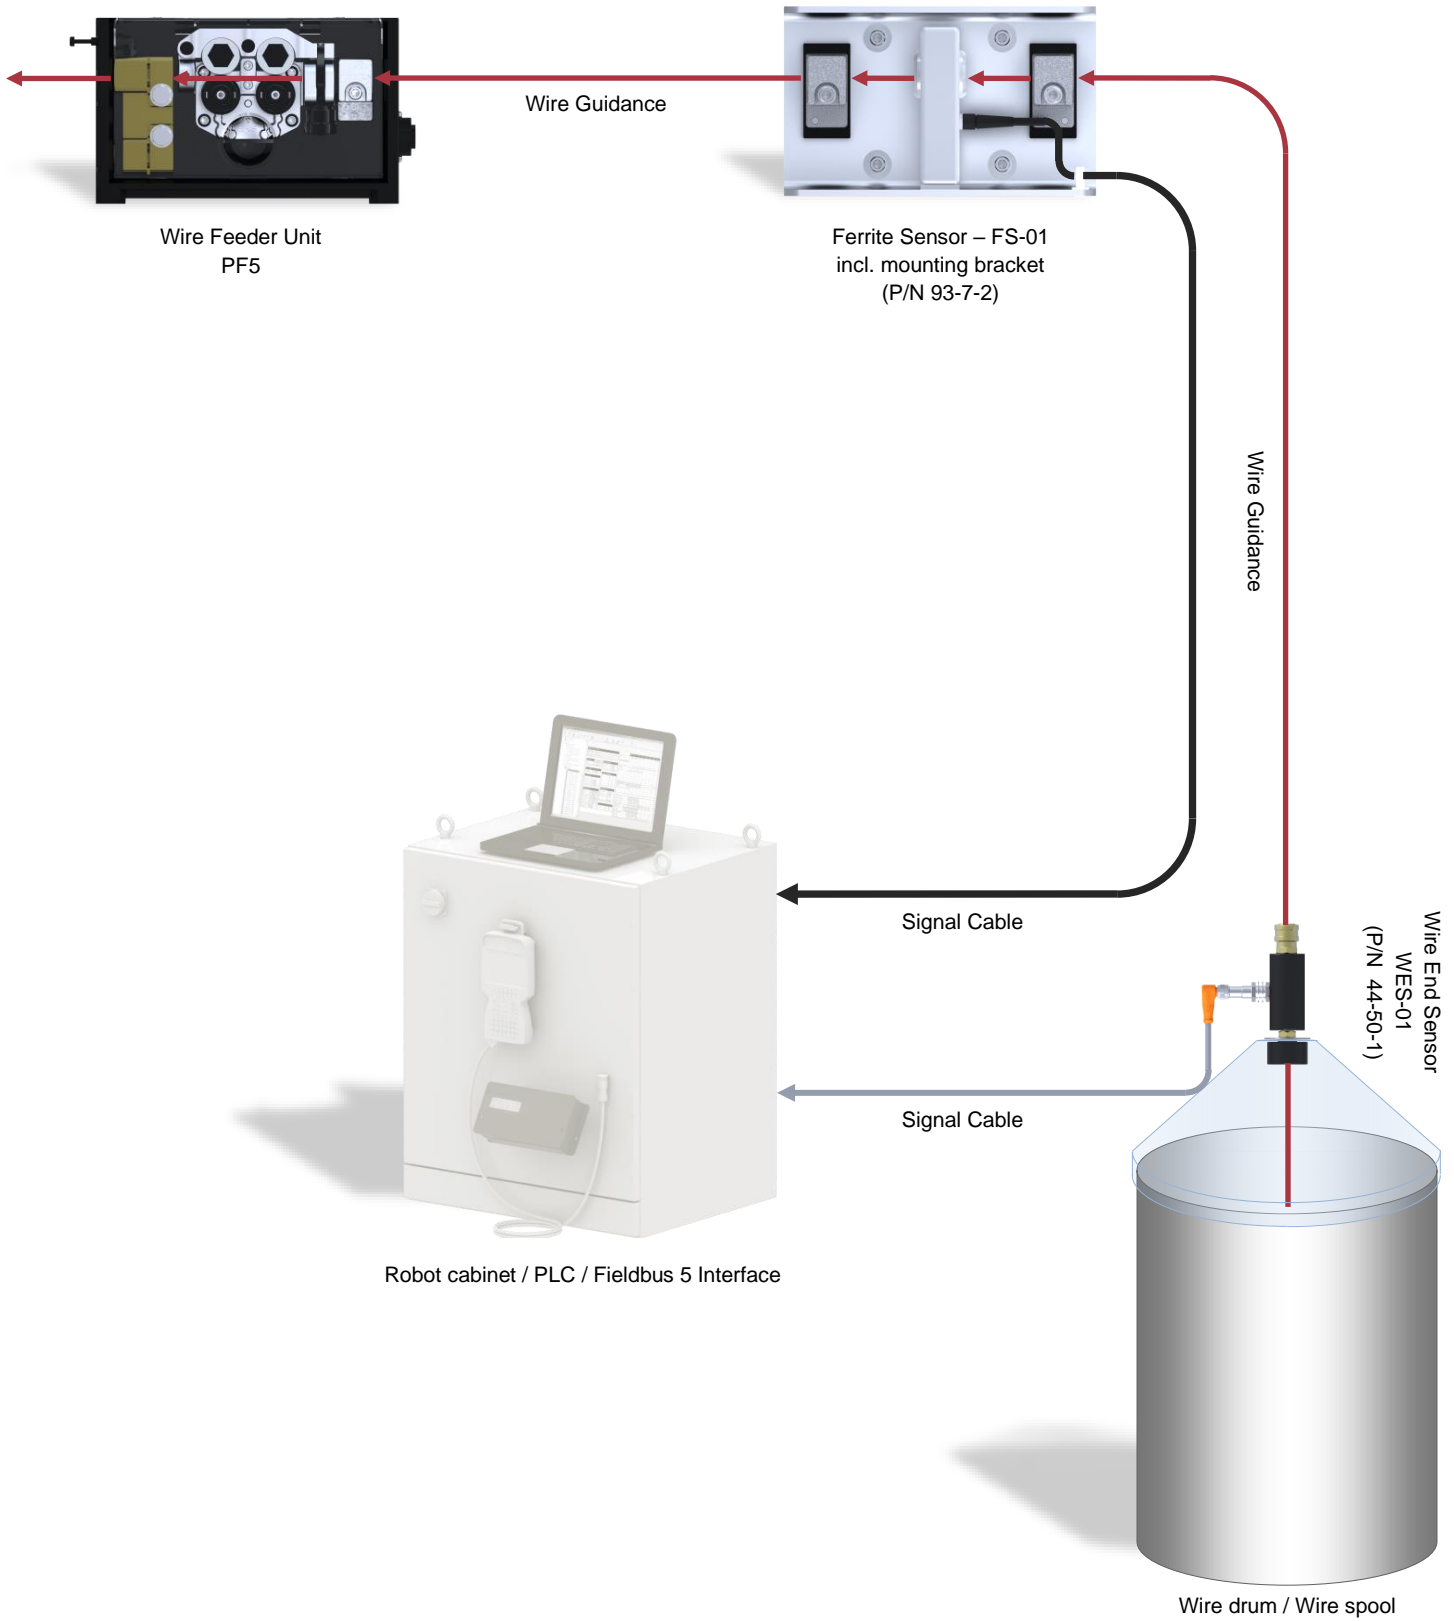 Wire Guidance
Wire Feeder Unit
PF5
Ferrite Sensor – FS-01
incl. mounting bracket
(P/N 93-7-2)
Wire Guidance
Signal Cable
Wire End Sensor
WES-01
(P/N 44-50-1)
Signal Cable
Robot cabinet / PLC / Fieldbus 5 Interface
Wire drum / Wire spool